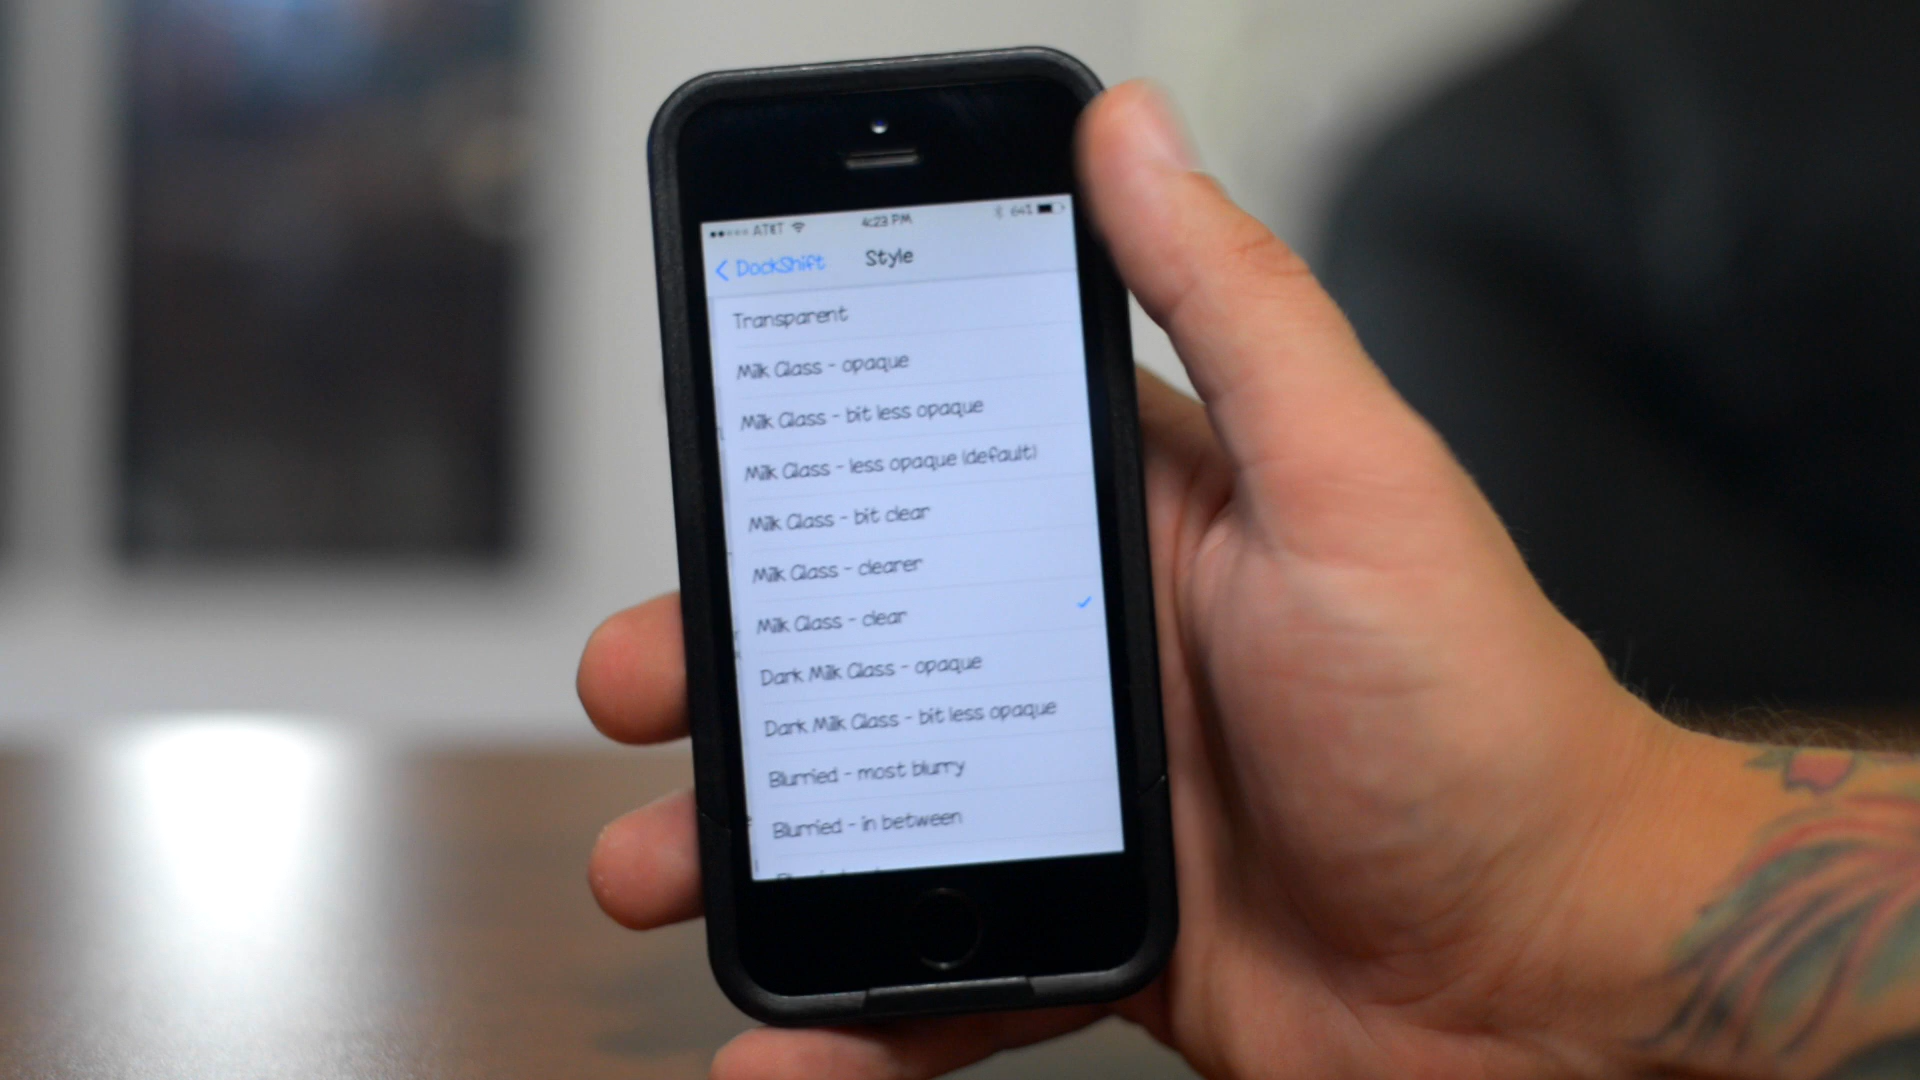 AT&T 4:23 PM 64%
DockShift Style
Transparent
Milk Glass - opaque
Milk Glass - bit less opaque
Milk Glass - less opaque (default)
Milk Glass - bit clear
Milk Glass - clearer
Milk Glass - clear
Dark Milk Glass - opaque
Dark Milk Glass - bit less opaque
Blurried - most blurry
Blurried - in between